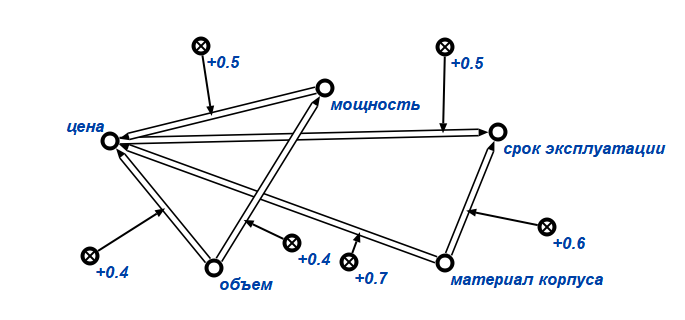 +0.5
+0.5
мощность
цена
срок эксплуатации
+0.4
+0.4
+0.6
+0.7
объем
материал корпуса